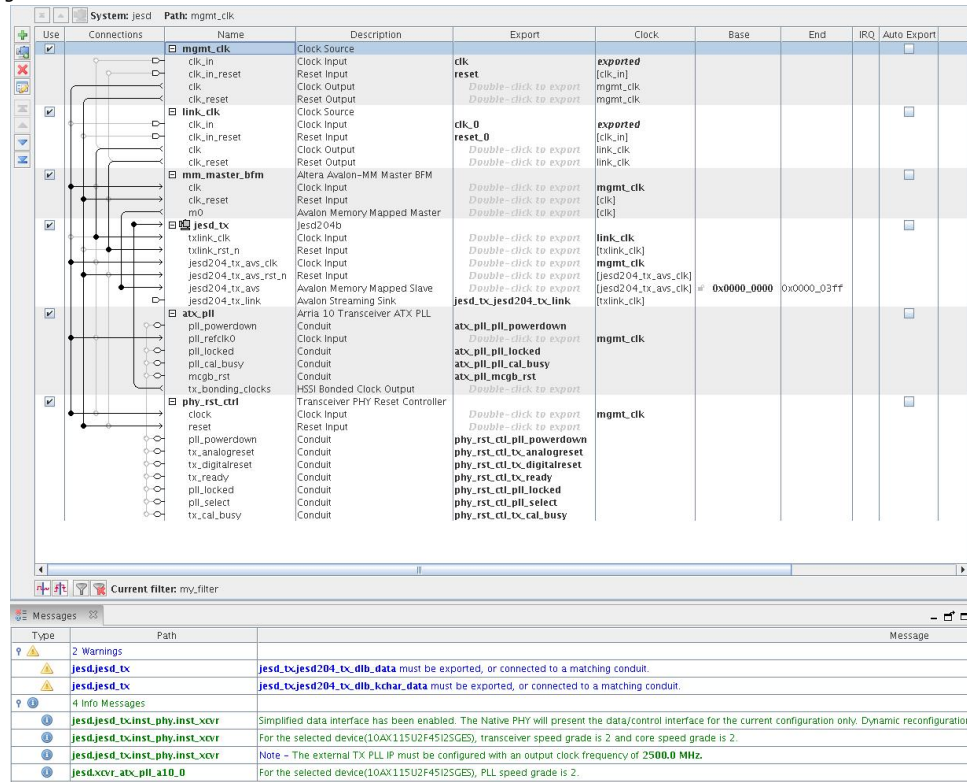 System: jesd Path: mgmt_clk
Use Connections Name Description Export Clock Base End IRQ Auto Export
mgmt_clk Clock Source
clk_in Clock Input clk exported
clk_in_reset Reset Input reset [clk_in]
clk Clock Output Double-click to export mgmt_clk
clk_reset Reset Output Double-click to export mgmt_clk
link_clk Clock Source
clk_in Clock Input clk_0 exported
clk_in_reset Reset Input reset_0 [clk_in]
clk Clock Output Double-click to export link_clk
clk_reset Reset Output Double-click to export link_clk
mm_master_bfm Altera Avalon-MM Master BFM
clk Clock Input Double-click to export mgmt_clk
clk_reset Reset Input Double-click to export [clk]
m0 Avalon Memory Mapped Master Double-click to export [clk]
jesd_tx Jesd204b
txlink_clk Clock Input Double-click to export link_clk
txlink_rst_n Reset Input Double-click to export [txlink_clk]
jesd204_tx_avs_clk Clock Input Double-click to export mgmt_clk
jesd204_tx_avs_rst_n Reset Input Double-click to export [jesd204_tx_avs_clk]
jesd204_tx_avs Avalon Memory Mapped Slave Double-click to export [jesd204_tx_avs_clk] 0x0000_0000 0x0000_03ff
jesd204_tx_link Avalon Streaming Sink jesd_tx_jesd204_tx_link [txlink_clk]
atx_pll Arria 10 Transceiver ATX PLL
pll_powerdown Conduit atx_pll_pll_powerdown
pll_refclk0 Clock Input Double-click to export mgmt_clk
pll_locked Conduit atx_pll_pll_locked
pll_cal_busy Conduit atx_pll_pll_cal_busy
mcgb_rst Conduit atx_pll_mcgb_rst
tx_bonding_clocks HSSI Bonded Clock Output Double-click to export
phy_rst_ctrl Transceiver PHY Reset Controller
clock Clock Input Double-click to export mgmt_clk
reset Reset Input Double-click to export
pll_powerdown Conduit phy_rst_ctl_pll_powerdown
tx_analogreset Conduit phy_rst_ctl_tx_analogreset
tx_digitalreset Conduit phy_rst_ctl_tx_digitalreset
tx_ready Conduit phy_rst_ctl_tx_ready
pll_locked Conduit phy_rst_ctl_pll_locked
pll_select Conduit phy_rst_ctl_pll_select
tx_cal_busy Conduit phy_rst_ctl_tx_cal_busy
Current filter: my_filter
Messages
Type Path Message
2 Warnings
jesd.jesd_tx jesd_tx.jesd204_tx_dlb_data must be exported, or connected to a matching conduit.
jesd.jesd_tx jesd_tx.jesd204_tx_dlb_kchar_data must be exported, or connected to a matching conduit.
4 Info Messages
jesd.jesd_tx.inst_phy.inst_xcvr Simplified data interface has been enabled. The Native PHY will present the data/control interface for the current configuration only. Dynamic reconfiguration
jesd.jesd_tx.inst_phy.inst_xcvr For the selected device(10AX115U2F45I2SGES), transceiver speed grade is 2 and core speed grade is 2.
jesd.jesd_tx.inst_phy.inst_xcvr Note - The external TX PLL IP must be configured with an output clock frequency of 2500.0 MHz.
jesd.xcvr_atx_pll_a10_0 For the selected device(10AX115U2F45I2SGES), PLL speed grade is 2.